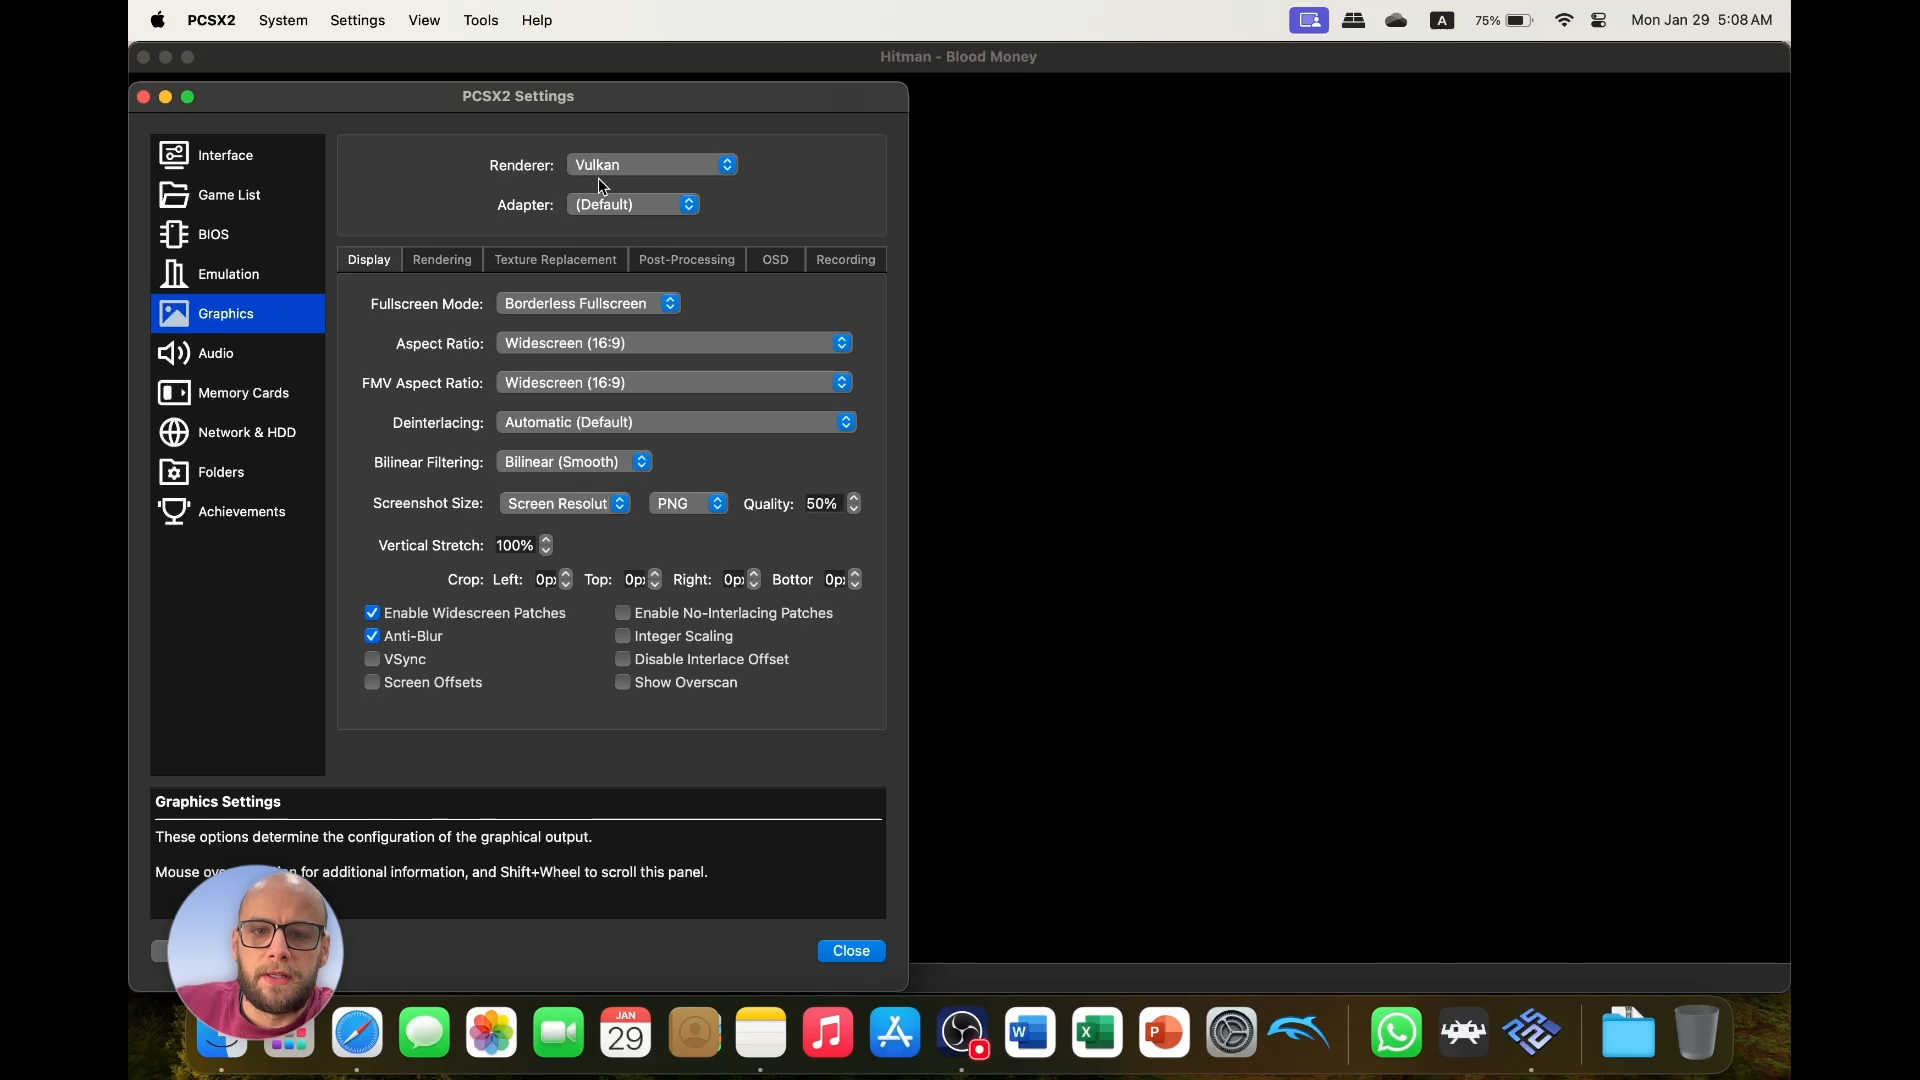 PCSX2 System Settings View Tools Help A 75% Mon Jan 29 5:08 AM
Hitman - Blood Money
PCSX2 Settings
Interface
Game List
BIOS
Emulation
Graphics
Audio
Memory Cards
Network & HDD
Folders
Achievements
Renderer: Vulkan
Adapter: (Default)
Display Rendering Texture Replacement Post-Processing OSD Recording
Fullscreen Mode: Borderless Fullscreen
Aspect Ratio: Widescreen (16:9)
FMV Aspect Ratio: Widescreen (16:9)
Deinterlacing: Automatic (Default)
Bilinear Filtering: Bilinear (Smooth)
Screenshot Size: Screen Resolut PNG Quality: 50%
Vertical Stretch: 100%
Crop: Left: 0p Top: 0p Right: 0p Bottor 0p
Enable Widescreen Patches Enable No-Interlacing Patches
Anti-Blur Integer Scaling
VSync Disable Interlace Offset
Screen Offsets Show Overscan
Graphics Settings
These options determine the configuration of the graphical output.
Mouse for additional information, and Shift+Wheel to scroll this panel.
Close
JAN
29
W X P